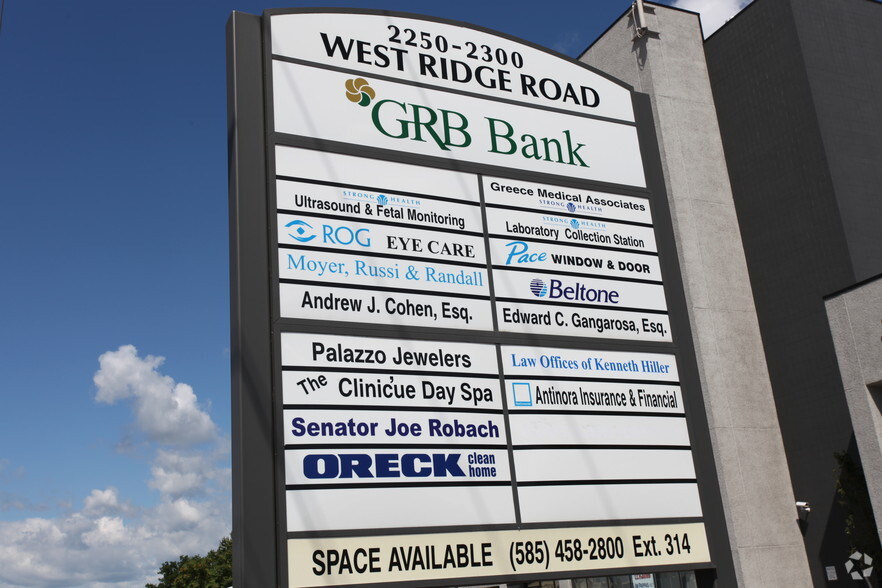 2250-2300
WEST RIDGE ROAD
GRB Bank
STRONG HEALTH
Ultrasound & Fetal Monitoring
ROG EYE CARE
Moyer, Russi & Randall
Andrew J. Cohen, Esq.
Greece Medical Associates
STRONG HEALTH
STRONG HEALTH
Laboratory Collection Station
Pace WINDOW & DOOR
Beltone
Edward C. Gangarosa, Esq.
Palazzo Jewelers
The Clinic'ue Day Spa
Senator Joe Robach
ORECK clean
home
Law Offices of Kenneth Hiller
Antinora Insurance & Financial
SPACE AVAILABLE (585) 458-2800 Ext. 314